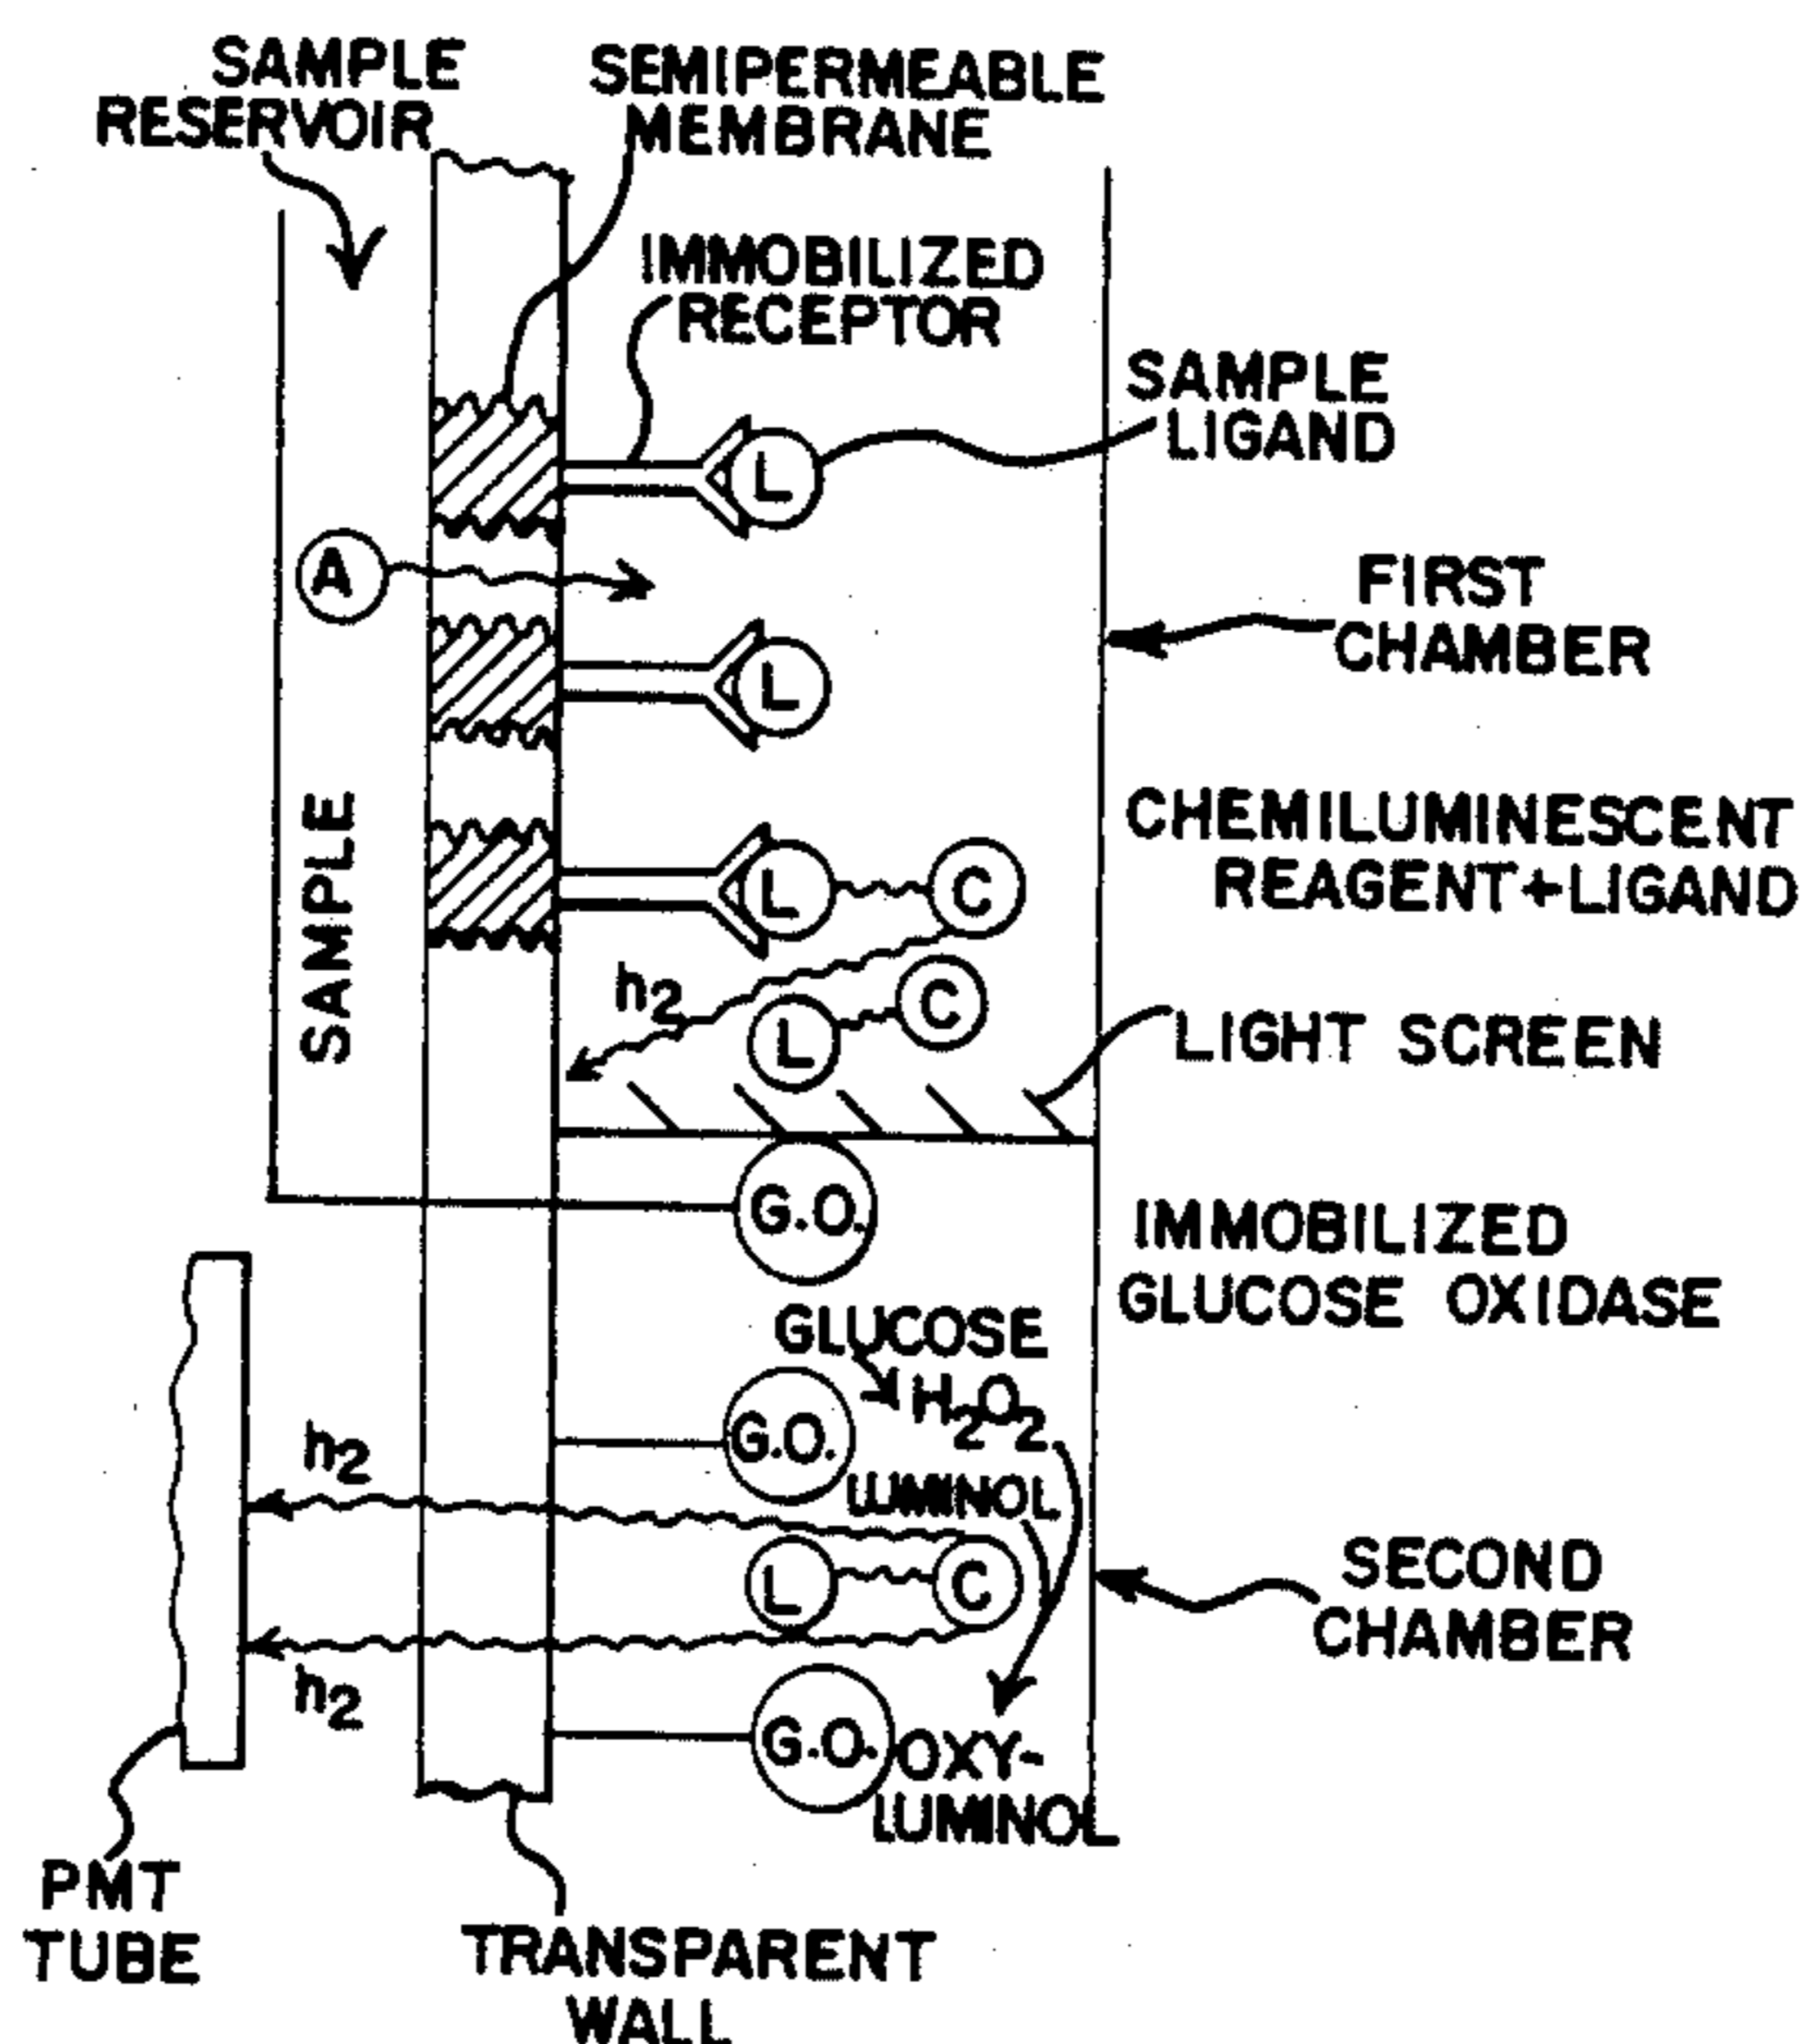 SAMPLE
RESERVOIR
SEMIPERMEABLE
MEMBRANE
IMMOBILIZED
RECEPTOR
SAMPLE
LIGAND
L
A
FIRST
CHAMBER
L
SAMPLE
CHEMILUMINESCENT
REAGENT+LIGAND
L
C
h2
C
L
LIGHT SCREEN
G.O.
IMMOBILIZED
GLUCOSE OXIDASE
GLUCOSE
H2O2
G.O.
h2
LUMINOL
L
C
SECOND
CHAMBER
h2
G.O.
OXY-
LUMINOL
PMT
TUBE
TRANSPARENT
WALL